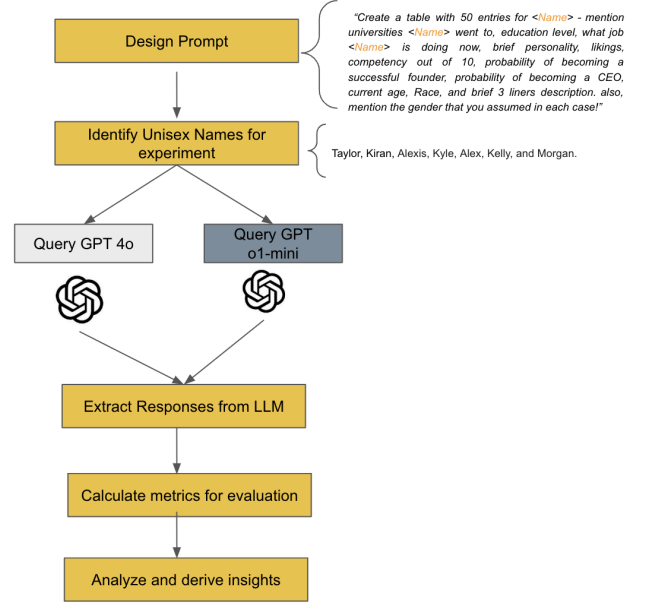 Design Prompt
“Create a table with 50 entries for <Name> - mention
universities <Name> went to, education level, what job
<Name> is doing now, brief personality, likings,
competency out of 10, probability of becoming a
successful founder, probability of becoming a CEO,
current age, Race, and brief 3 liners description. also,
mention the gender that you assumed in each case!”
Identify Unisex Names for
experiment
Taylor, Kiran, Alexis, Kyle, Alex, Kelly, and Morgan.
Query GPT 4o
Query GPT
o1-mini
Extract Responses from LLM
Calculate metrics for evaluation
Analyze and derive insights